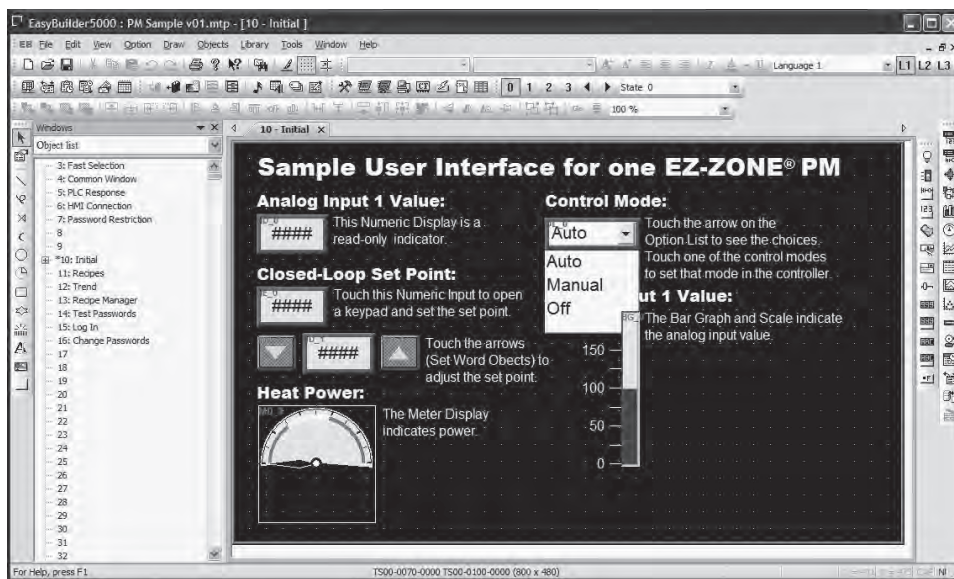 EasyBuilder5000 : PM Sample v01.mtp - [10 - Initial ]
EB File Edit View Option Draw Objects Library Tools Window Help
Language 1 L1 L2 L3
0 1 2 3 State 0
100 %
Windows
Object list
3: Fast Selection
4: Common Window
5: PLC Response
6: HMI Connection
7: Password Restriction
8
9
*10: Initial
11: Recipes
12: Trend
13: Recipe Manager
14: Test Passwords
15: Log In
16: Change Passwords
17
18
19
20
21
22
23
24
25
26
27
28
29
30
31
32
10 - Initial
Sample User Interface for one EZ-ZONE® PM
Analog Input 1 Value:
####
This Numeric Display is a
read-only indicator.
Closed-Loop Set Point:
####
Touch this Numeric Input to open
a keypad and set the set point.
####
Touch the arrows
(Set Word Obects) to
adjust the set point.
Heat Power:
The Meter Display
indicates power.
Control Mode:
Auto
Auto
Manual
Off
Touch the arrow on the
Option List to see the choices.
Touch one of the control modes
to set that mode in the controller.
ut 1 Value:
The Bar Graph and Scale indicate
the analog input value.
150
100
50
0
For Help, press F1
TS00-0070-0000 TS00-0100-0000 (800 x 480)